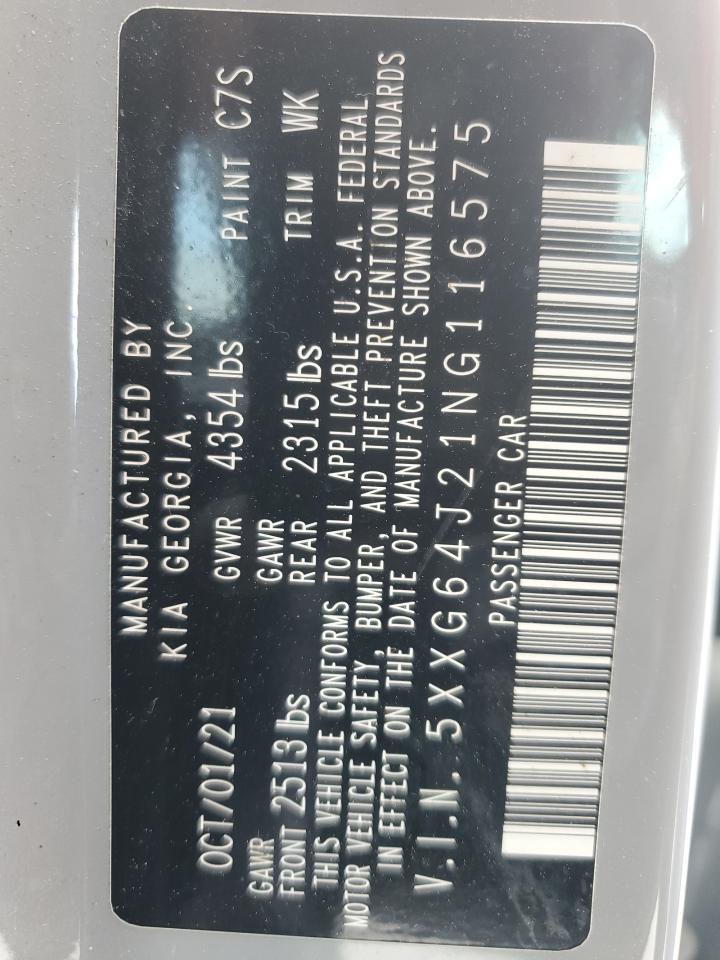 MANUFACTURED BY
KIA GEORGIA, INC.
OCT/01/21 GVWR 4354 lbs PAINT C7S
GAWR GAWR
FRONT 2513 lbs REAR 2315 lbs TRIM WK
THIS VEHICLE CONFORMS TO ALL APPLICABLE U.S.A. FEDERAL
MOTOR VEHICLE SAFETY, BUMPER, AND THEFT PREVENTION STANDARDS
IN EFFECT ON THE DATE OF MANUFACTURE SHOWN ABOVE.
V.I.N. 5XXG64J21NG116575
PASSENGER CAR